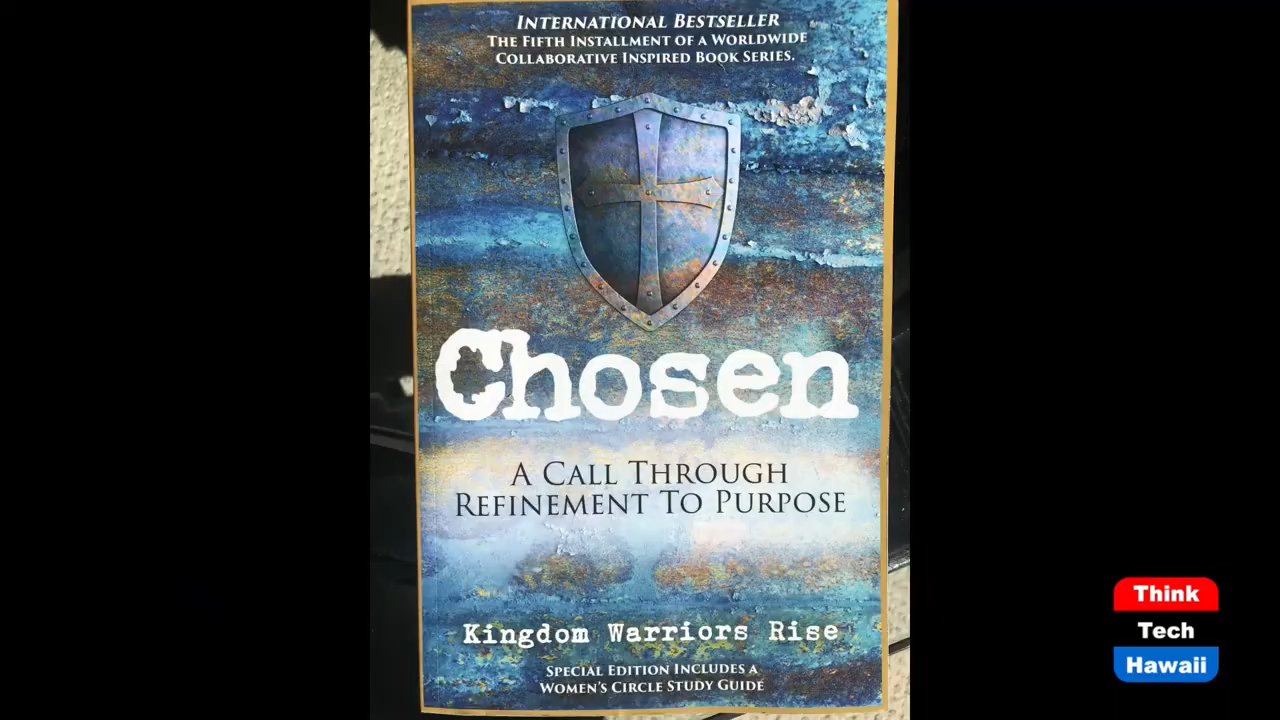 INTERNATIONAL BESTSELLER
THE FIFTH INSTALLMENT OF A WORLDWIDE
COLLABORATIVE INSPIRED BOOK SERIES.
Chosen
A CALL THROUGH
REFINEMENT TO PURPOSE
Kingdom Warriors Rise
SPECIAL EDITION INCLUDES A
WOMEN'S CIRCLE STUDY GUIDE
Think
Tech
Hawaii